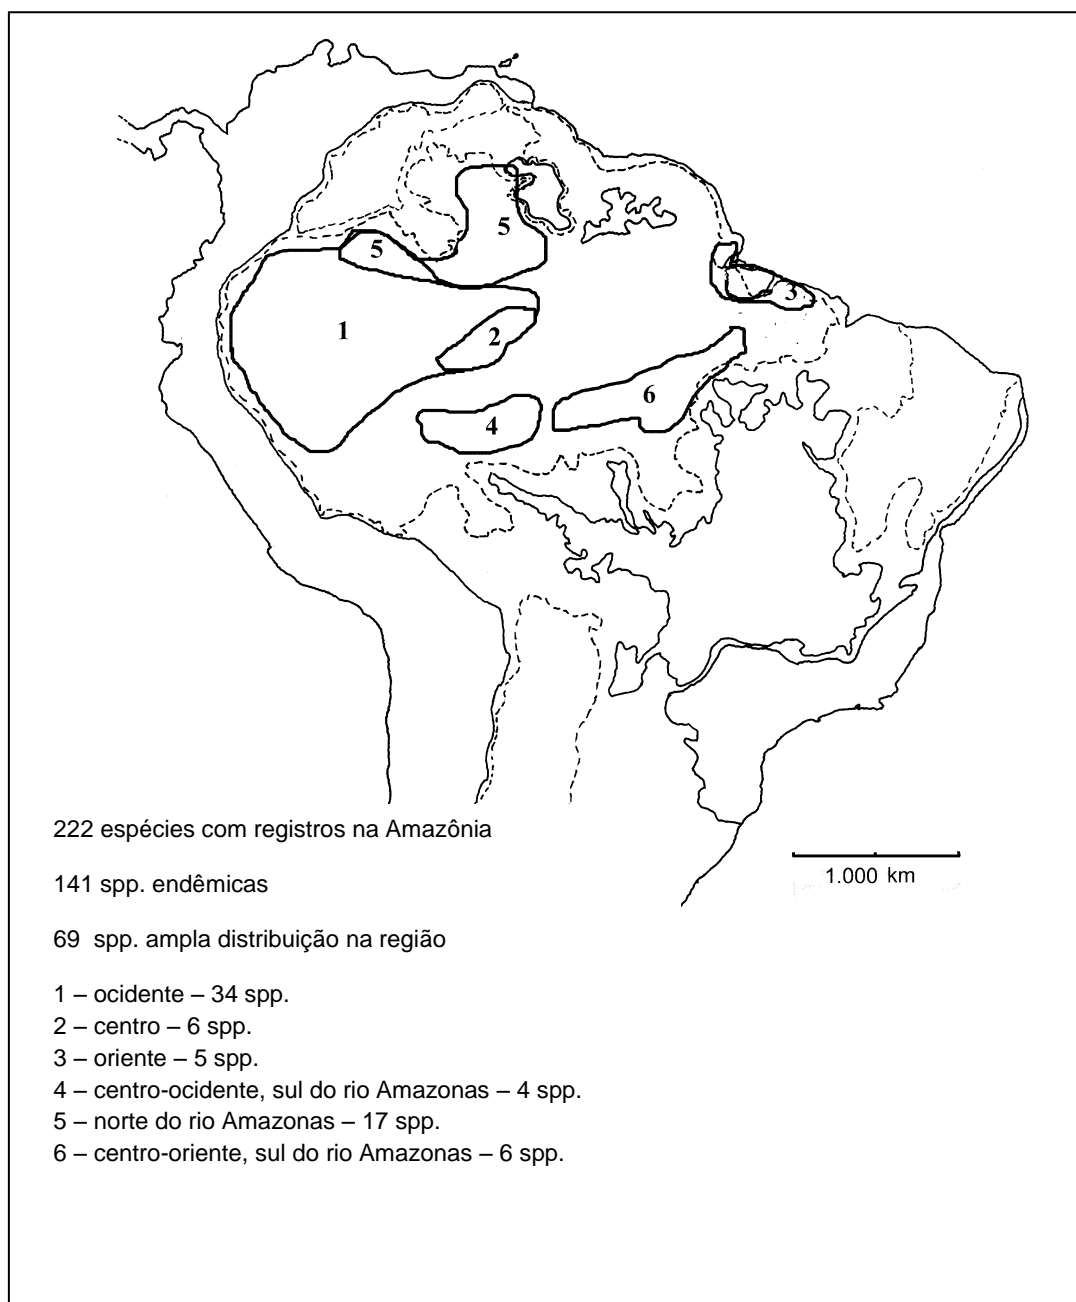 5
5
3
1
2
6
4
222 espécies com registros na Amazônia
1.000 km
141 spp. endêmicas
69 spp. ampla distribuição na região
1 – ocidente – 34 spp.
2 – centro – 6 spp.
3 – oriente – 5 spp.
4 – centro-ocidente, sul do rio Amazonas – 4 spp.
5 – norte do rio Amazonas – 17 spp.
6 – centro-oriente, sul do rio Amazonas – 6 spp.